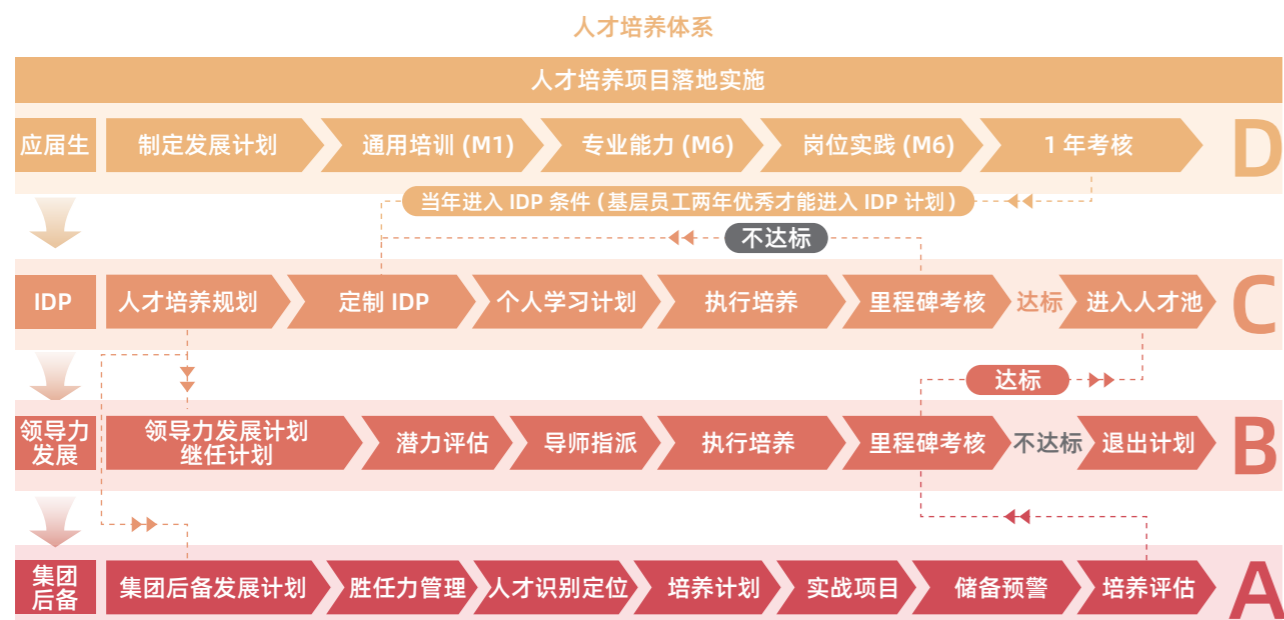 人才培养体系
人才培养项目落地实施
应届生 制定发展计划 通用培训 (M1) 专业能力 (M6) 岗位实践 (M6) 1 年考核 D
当年进入 IDP 条件 ( 基层员工两年优秀才能进入 IDP 计划 )
不达标
IDP 人才培养规划 定制 IDP 个人学习计划 执行培养 里程碑考核 达标 进入人才池 C
达标
领导力
发展
领导力发展计划
继任计划
潜力评估 导师指派 执行培养 里程碑考核 不达标 退出计划 B
集团
后备
集团后备发展计划 胜任力管理 人才识别定位 培养计划 实战项目 储备预警 培养评估 A